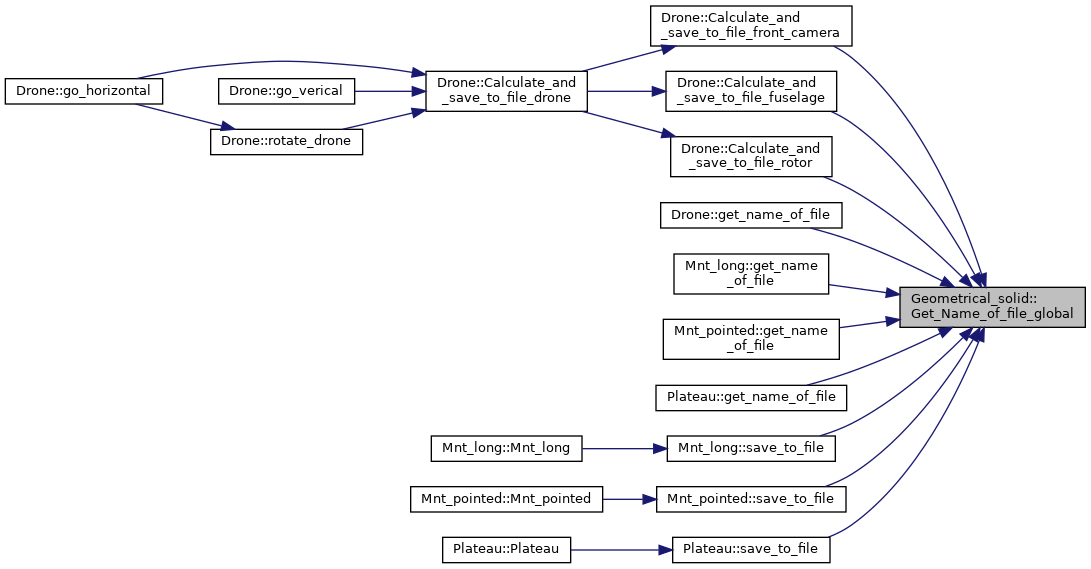 Drone::Calculate_and
_save_to_file_front_camera
Drone::go_horizontal
Drone::go_verical
Drone::Calculate_and
_save_to_file_drone
Drone::Calculate_and
_save_to_file_fuselage
Drone::rotate_drone
Drone::Calculate_and
_save_to_file_rotor
Drone::get_name_of_file
Mnt_long::get_name
_of_file
Geometrical_solid::
Get_Name_of_file_global
Mnt_pointed::get_name
_of_file
Plateau::get_name_of_file
Mnt_long::Mnt_long
Mnt_long::save_to_file
Mnt_pointed::Mnt_pointed
Mnt_pointed::save_to_file
Plateau::Plateau
Plateau::save_to_file